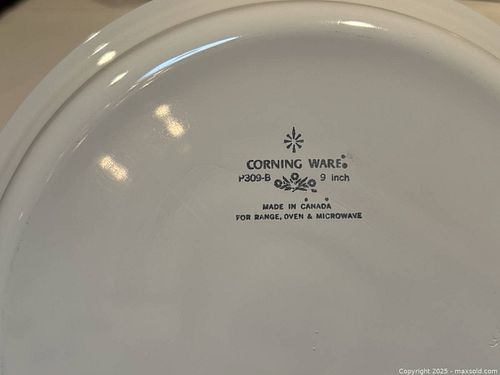 CORNING WARE®
P309-B 9 inch
MADE IN CANADA
FOR RANGE, OVEN & MICROWAVE
Copyright 2025 - maxsold.com